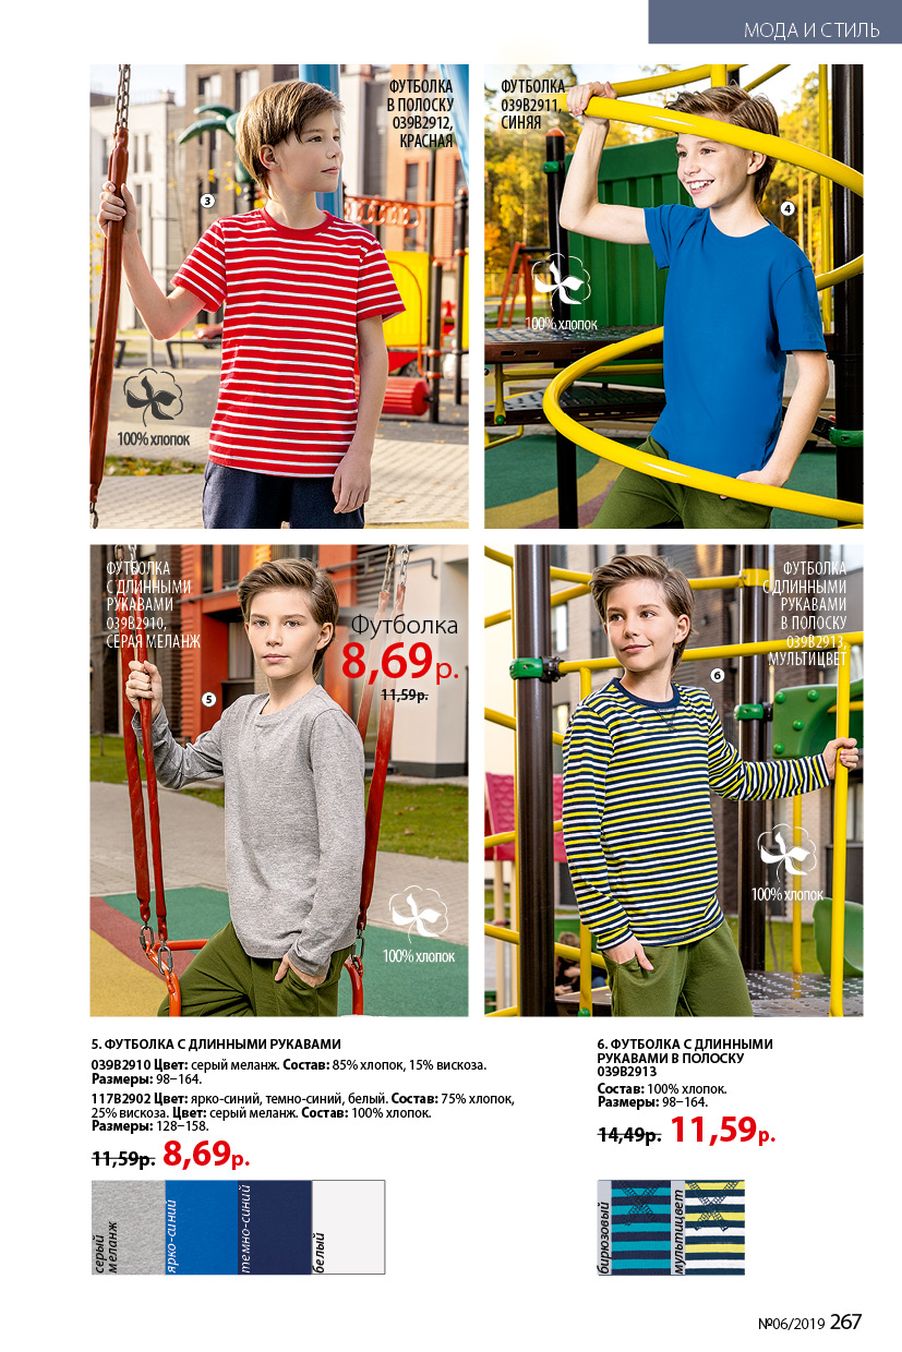 МОДА И СТИЛЬ
ФУТБОЛКА
В ПОЛОСКУ
039B2912,
КРАСНАЯ
3
100% хлопок
ФУТБОЛКА
039B2911,
СИНЯЯ
4
100% хлопок
ФУТБОЛКА
С ДЛИННЫМИ
РУКАВАМИ
039B2910,
СЕРАЯ МЕЛАНЖ
Футболка
8,69р.
11,59р.
5
100% хлопок
ФУТБОЛКА
С ДЛИННЫМИ
РУКАВАМИ
В ПОЛОСКУ
039B2913,
МУЛЬТИЦВЕТ
6
100% хлопок
5. ФУТБОЛКА С ДЛИННЫМИ РУКАВАМИ
039B2910 Цвет: серый меланж. Состав: 85% хлопок, 15% вискоза.
Размеры: 98–164.
117B2902 Цвет: ярко-синий, темно-синий, белый. Состав: 75% хлопок,
25% вискоза. Цвет: серый меланж. Состав: 100% хлопок.
Размеры: 128–158.
11,59р. 8,69р.
серый
меланж
ярко-синий
темно-синий
белый
6. ФУТБОЛКА С ДЛИННЫМИ
РУКАВАМИ В ПОЛОСКУ
039B2913
Состав: 100% хлопок.
Размеры: 98–164.
14,49р. 11,59р.
бирюзовый
мультицвет
№06/2019 267